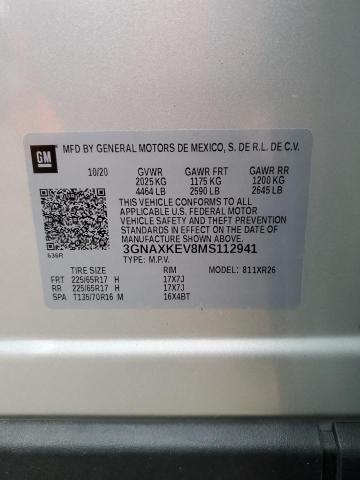 GM
MFD BY GENERAL MOTORS DE MEXICO, S. DE R.L. DE C.V.
10/20 GVWR GAWR FRT GAWR RR
2025 KG 1175 KG 1200 KG
4464 LB 2590 LB 2645 LB
THIS VEHICLE CONFORMS TO ALL
APPLICABLE U.S. FEDERAL MOTOR
VEHICLE SAFETY AND THEFT
PREVENTION STANDARDS IN
EFFECT ON THE DATE OF
MANUFACTURE SHOWN ABOVE.
3GNAXKEV8MS112941
636R TYPE: M.P.V.
TIRE SIZE RIM MODEL: 811XR26
FRT 225/65R17 H 17X7J
RR 225/65R17 H 17X7J
SPA T135/70R16 M 16X4BT